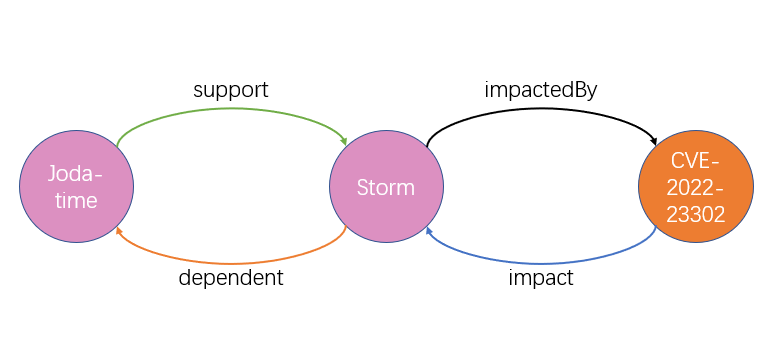 support
impactedBy
Joda-
time
Storm
CVE-
2022-
23302
dependent
impact